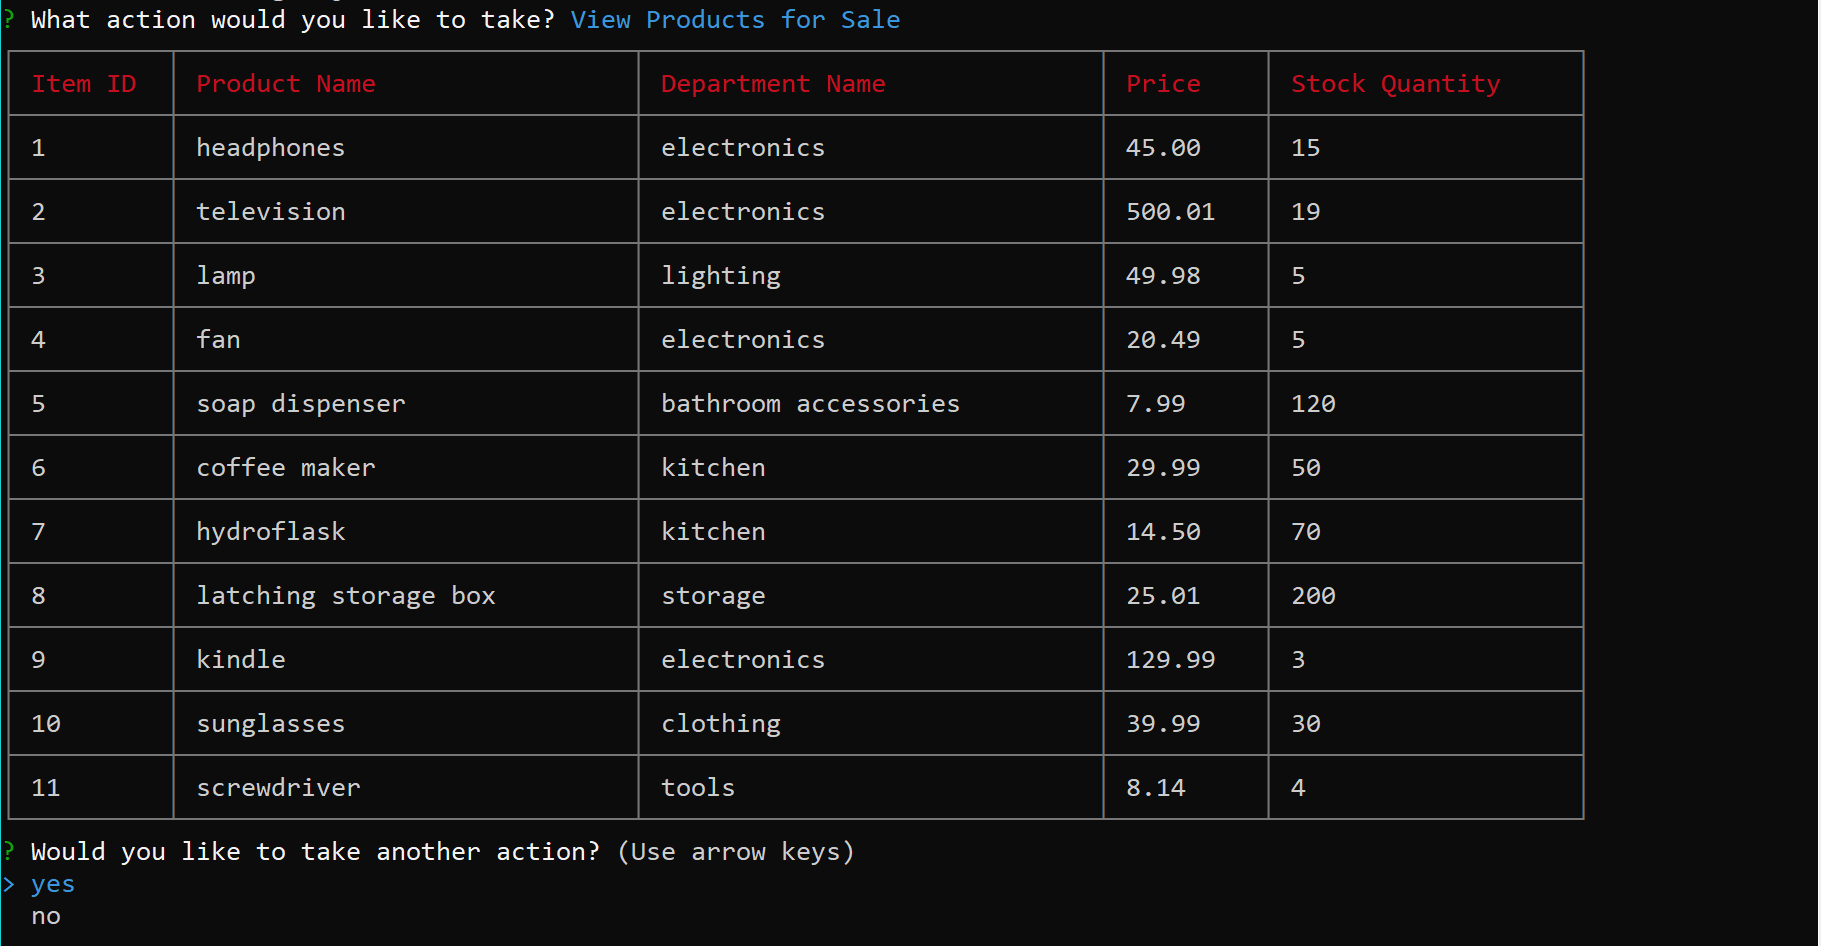 ? What action would you like to take? View Products for Sale
Item ID Product Name Department Name Price Stock Quantity
1 headphones electronics 45.00 15
2 television electronics 500.01 19
3 lamp lighting 49.98 5
4 fan electronics 20.49 5
5 soap dispenser bathroom accessories 7.99 120
6 coffee maker kitchen 29.99 50
7 hydroflask kitchen 14.50 70
8 latching storage box storage 25.01 200
9 kindle electronics 129.99 3
10 sunglasses clothing 39.99 30
11 screwdriver tools 8.14 4
? Would you like to take another action? (Use arrow keys)
> yes
no